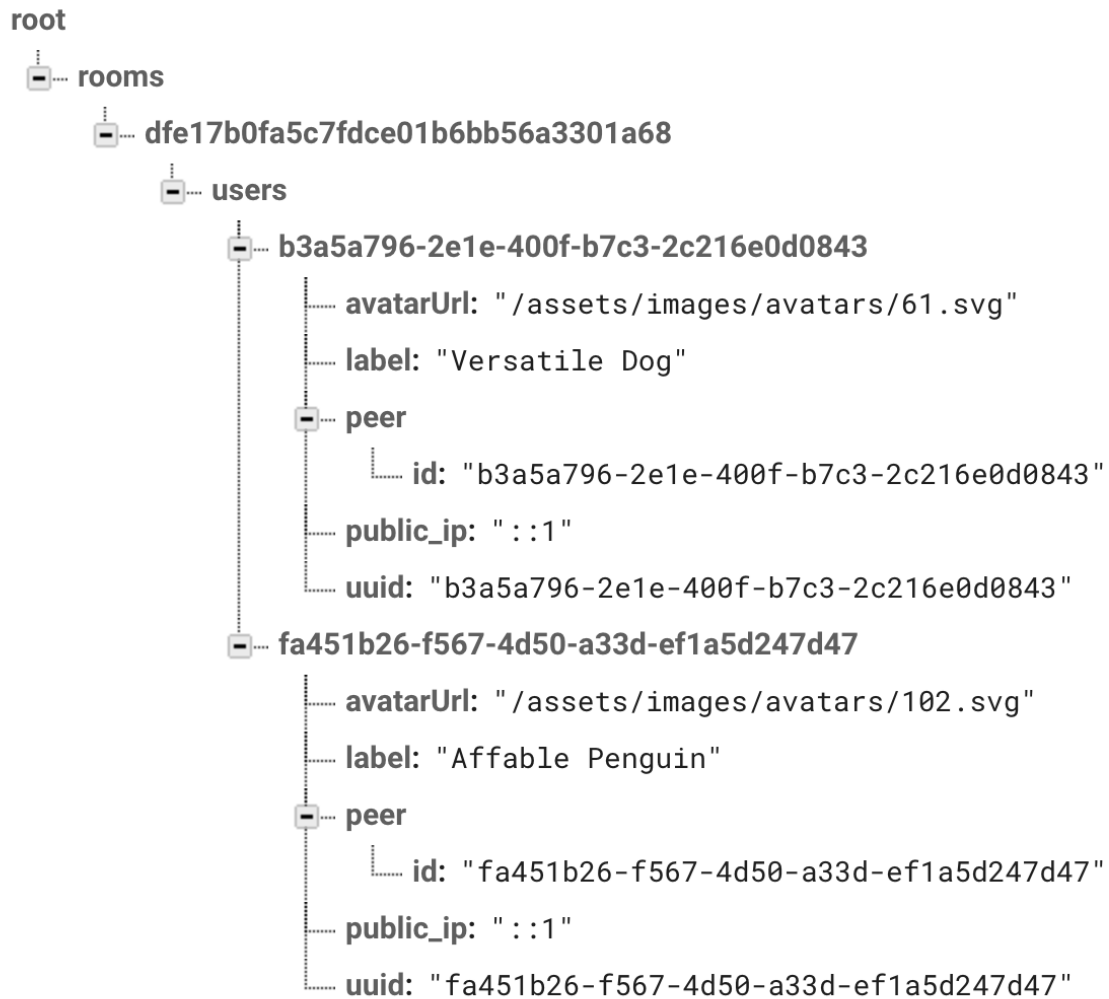 root
rooms
dfe17b0fa5c7fdce01b6bb56a3301a68
users
b3a5a796-2e1e-400f-b7c3-2c216e0d0843
avatarUrl: "/assets/images/avatars/61.svg"
label: "Versatile Dog"
peer
id: "b3a5a796-2e1e-400f-b7c3-2c216e0d0843"
public_ip: "::1"
uuid: "b3a5a796-2e1e-400f-b7c3-2c216e0d0843"
fa451b26-f567-4d50-a33d-ef1a5d247d47
avatarUrl: "/assets/images/avatars/102.svg"
label: "Affable Penguin"
peer
id: "fa451b26-f567-4d50-a33d-ef1a5d247d47"
public_ip: "::1"
uuid: "fa451b26-f567-4d50-a33d-ef1a5d247d47"